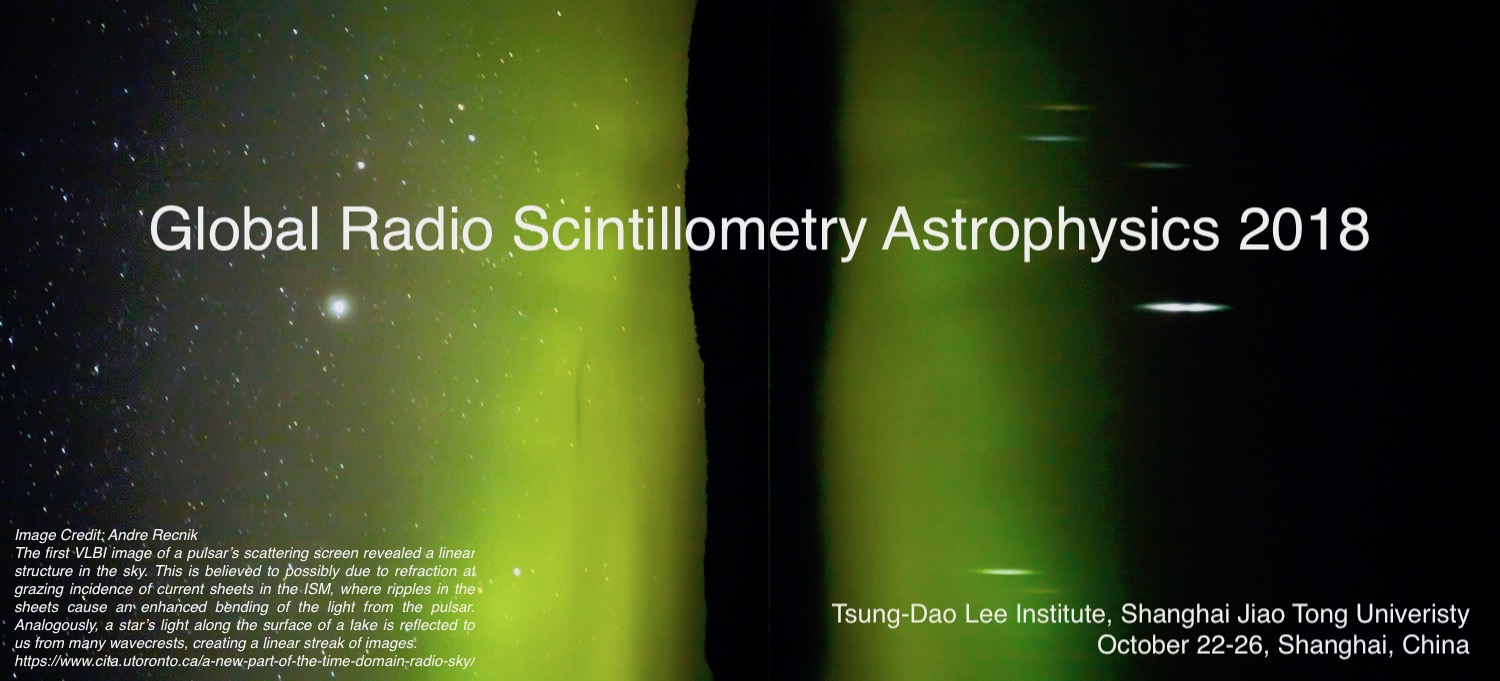 Global Radio Scintillometry Astrophysics 2018
Image Credit: Andre Recnik
The first VLBI image of a pulsar's scattering screen revealed a linear
structure in the sky. This is believed to possibly due to refraction at
grazing incidence of current sheets in the ISM, where ripples in the
sheets cause an enhanced bending of the light from the pulsar.
Analogously, a star's light along the surface of a lake is reflected to
us from many wavecrests, creating a linear streak of images.
https://www.cita.utoronto.ca/a-new-part-of-the-time-domain-radio-sky/
Tsung-Dao Lee Institute, Shanghai Jiao Tong Univeristy
October 22-26, Shanghai, China